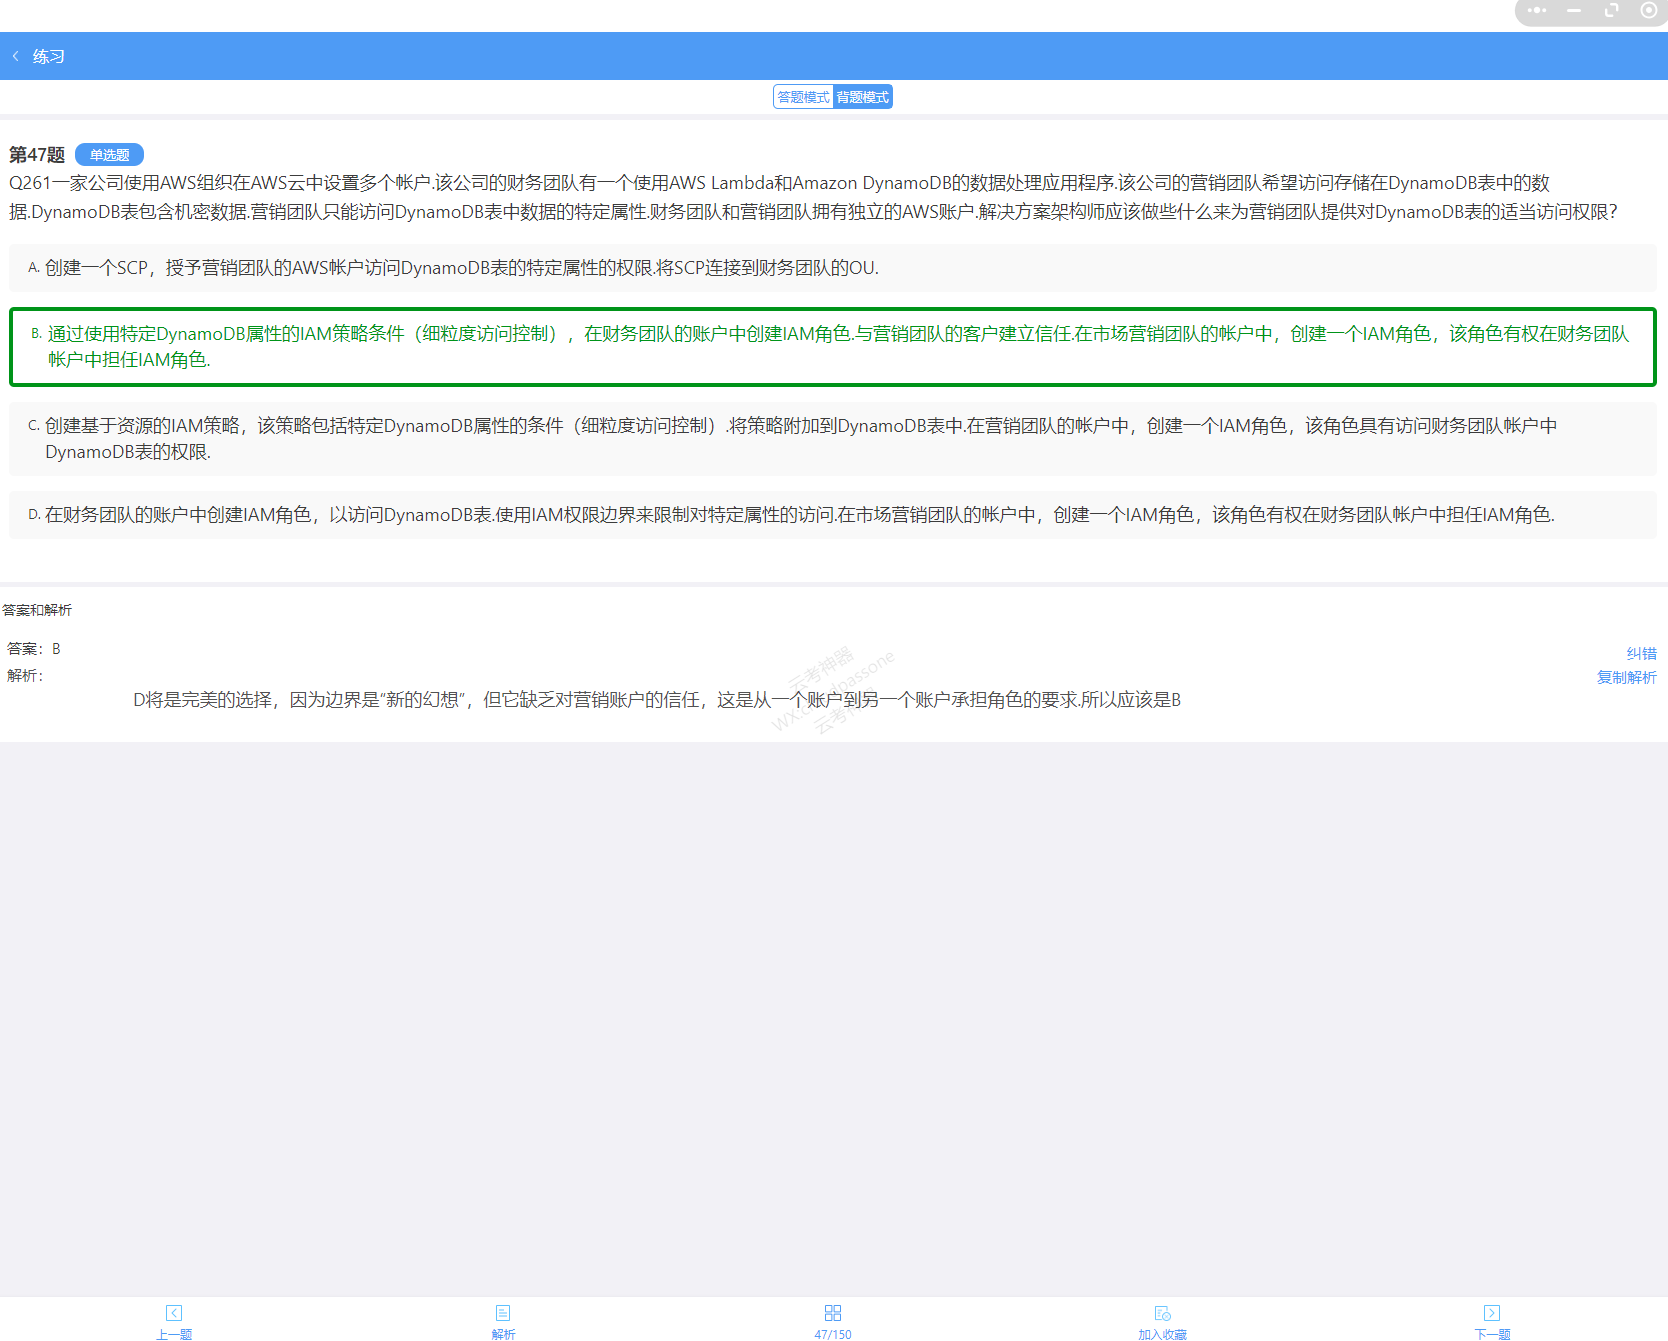 练习
答题模式 背题模式
第47题 单选题
Q261一家公司使用AWS组织在AWS云中设置多个帐户.该公司的财务团队有一个使用AWS Lambda和Amazon DynamoDB的数据处理应用程序.该公司的营销团队希望访问存储在DynamoDB表中的数
据.DynamoDB表包含机密数据.营销团队只能访问DynamoDB表中数据的特定属性.财务团队和营销团队拥有独立的AWS账户.解决方案架构师应该做些什么来为营销团队提供对DynamoDB表的适当访问权限？
A. 创建一个SCP，授予营销团队的AWS帐户访问DynamoDB表的特定属性的权限.将SCP连接到财务团队的OU.
B. 通过使用特定DynamoDB属性的IAM策略条件（细粒度访问控制），在财务团队的账户中创建IAM角色.与营销团队的客户建立信任.在市场营销团队的帐户中，创建一个IAM角色，该角色有权在财务团队
帐户中担任IAM角色.
C. 创建基于资源的IAM策略，该策略包括特定DynamoDB属性的条件（细粒度访问控制）.将策略附加到DynamoDB表中.在营销团队的帐户中，创建一个IAM角色，该角色具有访问财务团队帐户中
DynamoDB表的权限.
D. 在财务团队的账户中创建IAM角色，以访问DynamoDB表.使用IAM权限边界来限制对特定属性的访问.在市场营销团队的帐户中，创建一个IAM角色，该角色有权在财务团队帐户中担任IAM角色.
答案和解析
答案：B
纠错
解析：
复制解析
云考神器
D将是完美的选择，因为边界是“新的幻想”，但它缺乏对营销账户的信任，这是从一个账户到另一个账户承担角色的要求.所以应该是B
上一题 解析 47/150 加入收藏 下一题